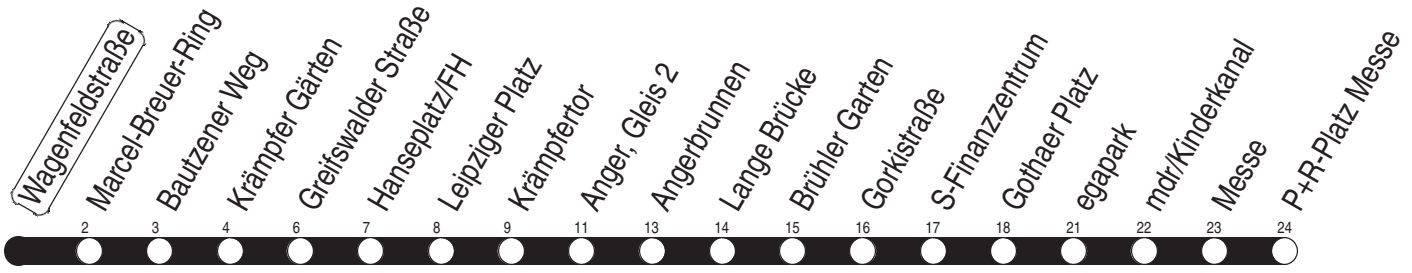 Wagenfeldstraße
Marcel-Breuer-Ring
Bautzener Weg
Krämpfer Gärten
Greifswalder Straße
Hanseplatz/FH
Leipziger Platz
Krämpfertor
Anger, Gleis 2
Angerbrunnen
Lange Brücke
Brühler Garten
Gorkistraße
S-Finanzzentrum
Gothaer Platz
egapark
mdr/Kinderkanal
Messe
P+R-Platz Messe
2 3 4 6 7 8 9 11 13 14 15 16 17 18 21 22 23 24